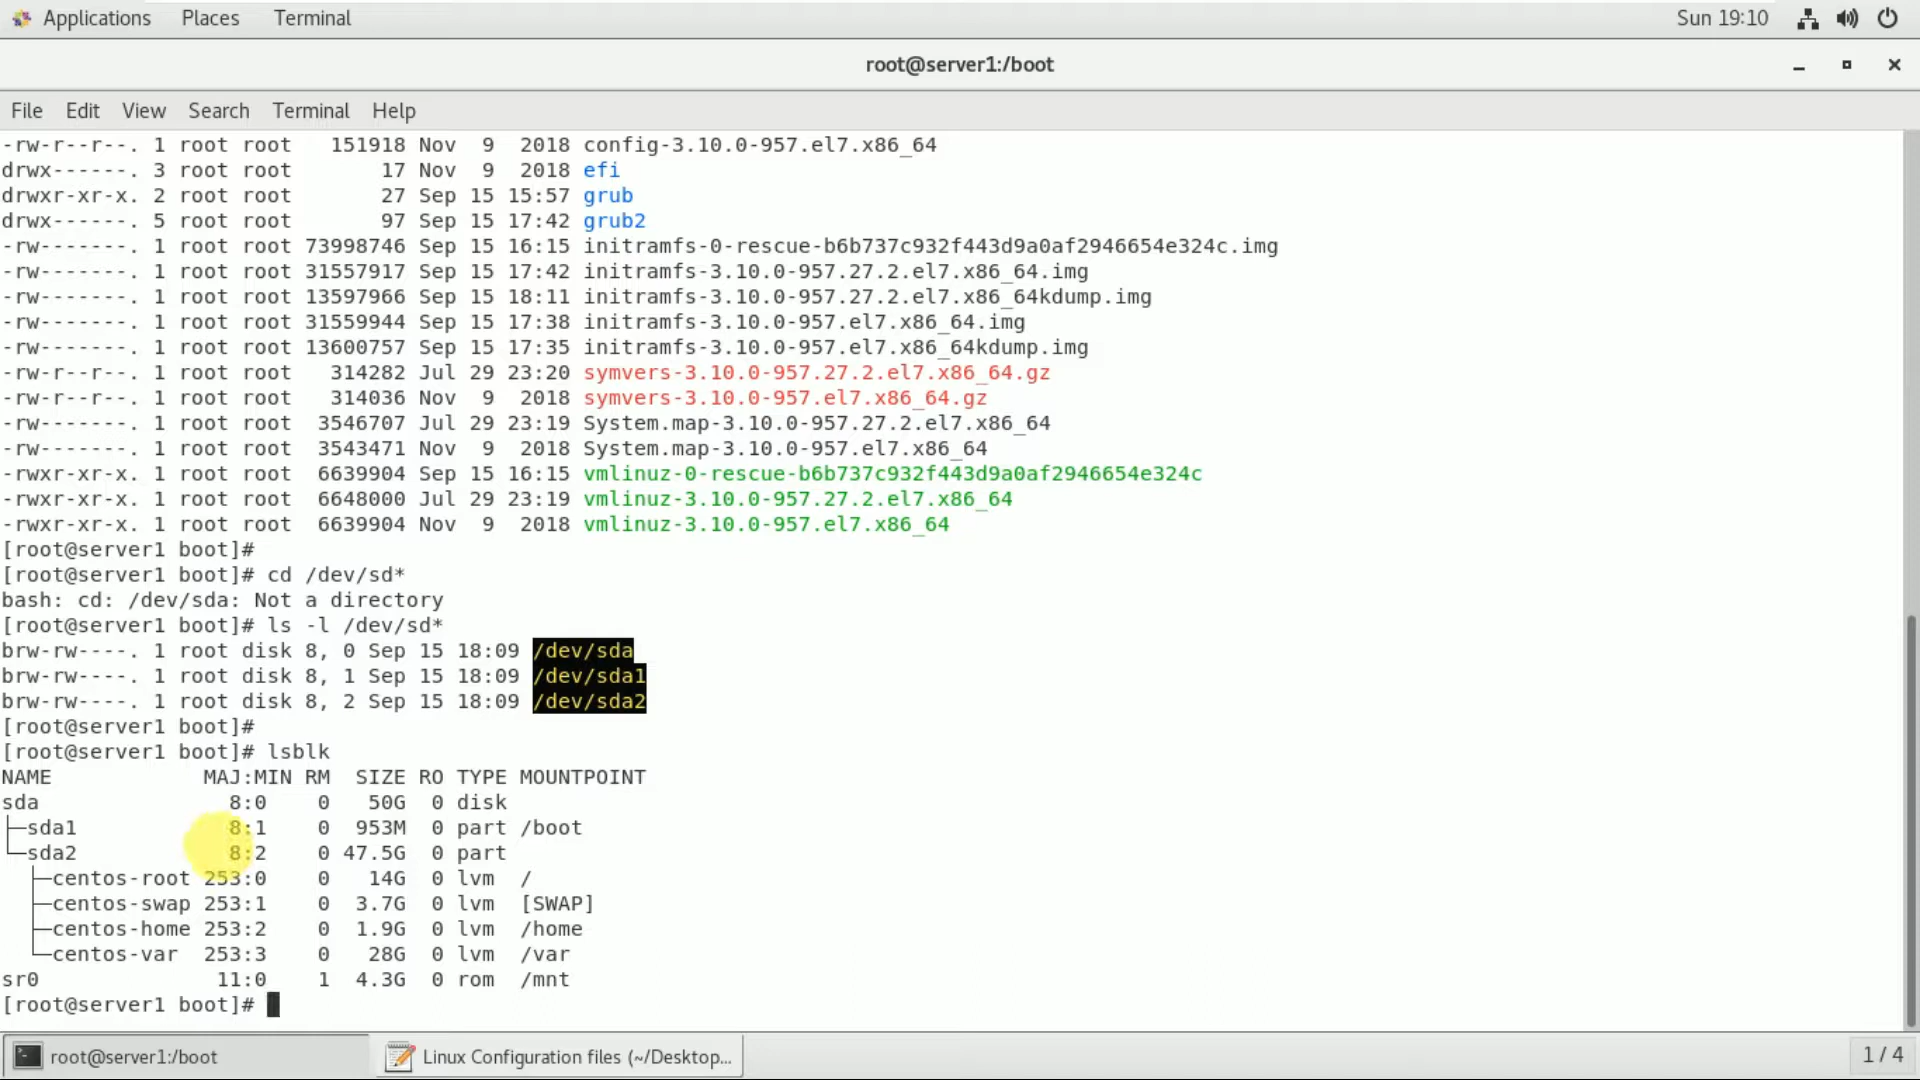 Applications Places Terminal Sun 19:10
root@server1:/boot
File Edit View Search Terminal Help
-rw-r--r--. 1 root root   151918 Nov  9  2018 config-3.10.0-957.el7.x86_64
drwx------. 3 root root       17 Nov  9  2018 efi
drwxr-xr-x. 2 root root       27 Sep 15 15:57 grub
drwx------. 5 root root       97 Sep 15 17:42 grub2
-rw-------. 1 root root 73998746 Sep 15 16:15 initramfs-0-rescue-b6b737c932f443d9a0af2946654e324c.img
-rw-------. 1 root root 31557917 Sep 15 17:42 initramfs-3.10.0-957.27.2.el7.x86_64.img
-rw-------. 1 root root 13597966 Sep 15 18:11 initramfs-3.10.0-957.27.2.el7.x86_64kdump.img
-rw-------. 1 root root 31559944 Sep 15 17:38 initramfs-3.10.0-957.el7.x86_64.img
-rw-------. 1 root root 13600757 Sep 15 17:35 initramfs-3.10.0-957.el7.x86_64kdump.img
-rw-r--r--. 1 root root   314282 Jul 29 23:20 symvers-3.10.0-957.27.2.el7.x86_64.gz
-rw-r--r--. 1 root root   314036 Nov  9  2018 symvers-3.10.0-957.el7.x86_64.gz
-rw-------. 1 root root  3546707 Jul 29 23:19 System.map-3.10.0-957.27.2.el7.x86_64
-rw-------. 1 root root  3543471 Nov  9  2018 System.map-3.10.0-957.el7.x86_64
-rwxr-xr-x. 1 root root  6639904 Sep 15 16:15 vmlinuz-0-rescue-b6b737c932f443d9a0af2946654e324c
-rwxr-xr-x. 1 root root  6648000 Jul 29 23:19 vmlinuz-3.10.0-957.27.2.el7.x86_64
-rwxr-xr-x. 1 root root  6639904 Nov  9  2018 vmlinuz-3.10.0-957.el7.x86_64
[root@server1 boot]#
[root@server1 boot]# cd /dev/sd*
bash: cd: /dev/sda: Not a directory
[root@server1 boot]# ls -l /dev/sd*
brw-rw----. 1 root disk 8, 0 Sep 15 18:09 /dev/sda
brw-rw----. 1 root disk 8, 1 Sep 15 18:09 /dev/sda1
brw-rw----. 1 root disk 8, 2 Sep 15 18:09 /dev/sda2
[root@server1 boot]#
[root@server1 boot]# lsblk
NAME            MAJ:MIN RM  SIZE RO TYPE MOUNTPOINT
sda               8:0    0   50G  0 disk
├─sda1            8:1    0  953M  0 part /boot
└─sda2            8:2    0 47.5G  0 part
  ├─centos-root 253:0    0   14G  0 lvm  /
  ├─centos-swap 253:1    0  3.7G  0 lvm  [SWAP]
  ├─centos-home 253:2    0  1.9G  0 lvm  /home
  └─centos-var  253:3    0   28G  0 lvm  /var
sr0              11:0    1  4.3G  0 rom  /mnt
[root@server1 boot]#
root@server1:/boot Linux Configuration files (~/Desktop... 1 / 4